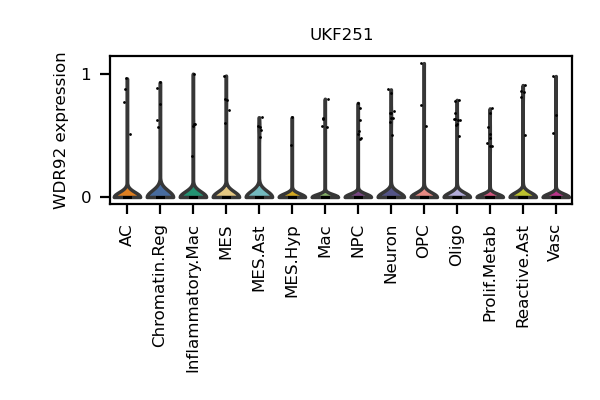 UKF251
WDR92 expression
1
0
AC
Chromatin.Reg
Inflammatory.Mac
MES
MES.Ast
MES.Hyp
Mac
NPC
Neuron
OPC
Oligo
Prolif.Metab
Reactive.Ast
Vasc